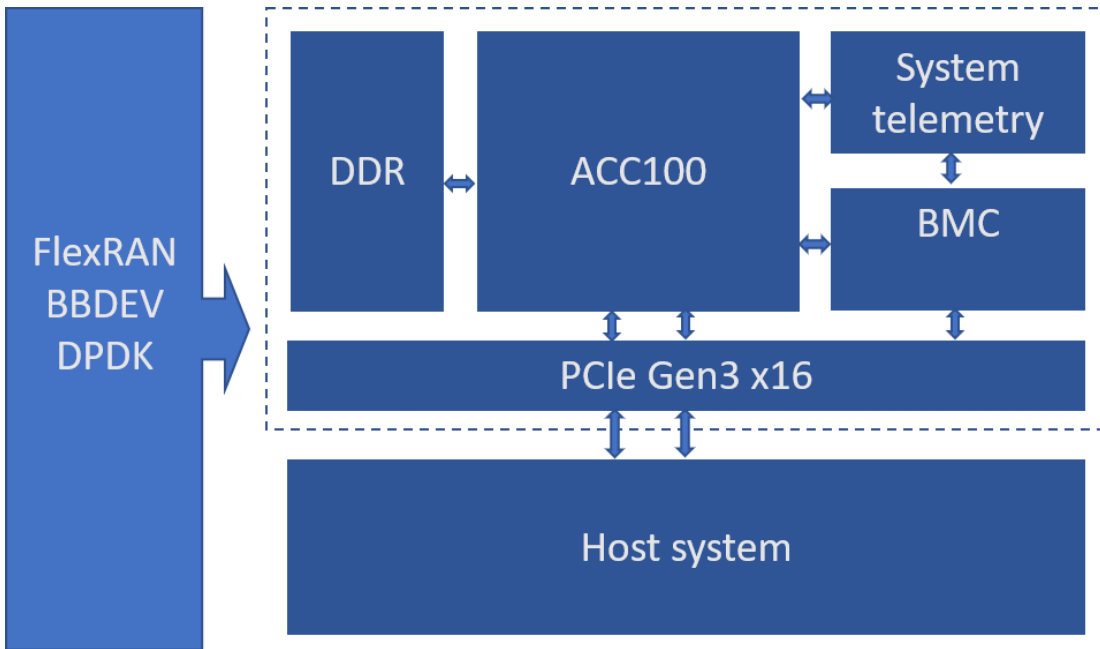 FlexRAN
BBDEV
DPDK
DDR
ACC100
System
telemetry
BMC
PCIe Gen3 x16
Host system